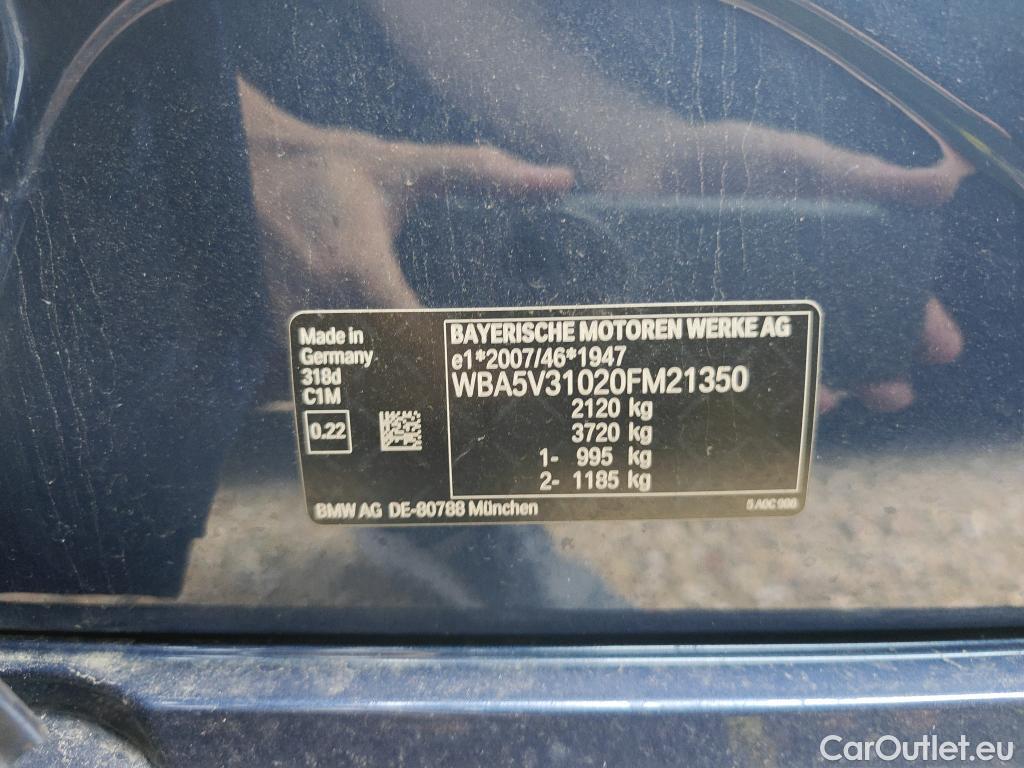 Made in
Germany
318d
C1M
0.22
BAYERISCHE MOTOREN WERKE AG
e1*2007/46*1947
WBA5V31020FM21350
2120 kg
3720 kg
1- 995 kg
2- 1185 kg
BMW AG DE-80788 München
CarOutlet.eu